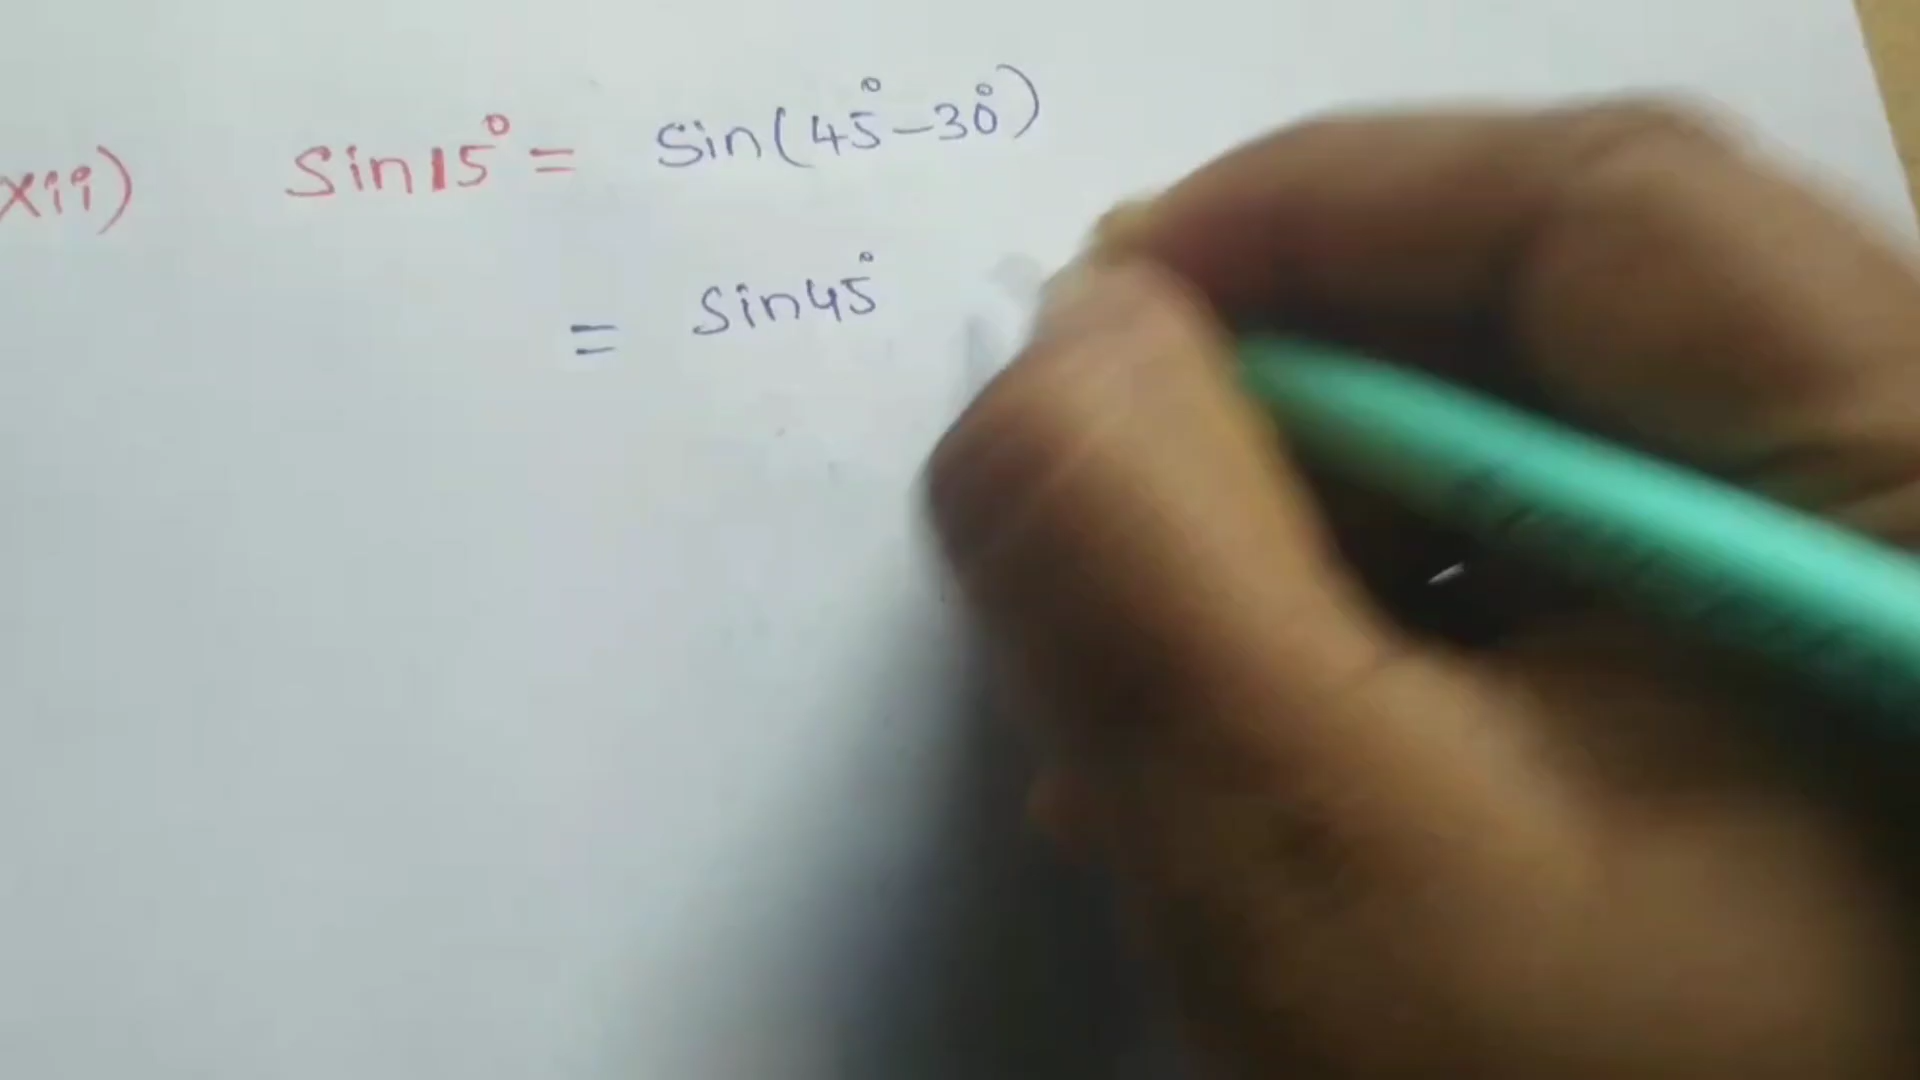 xii) Sin15° = Sin(45°-30°)
= Sin45°